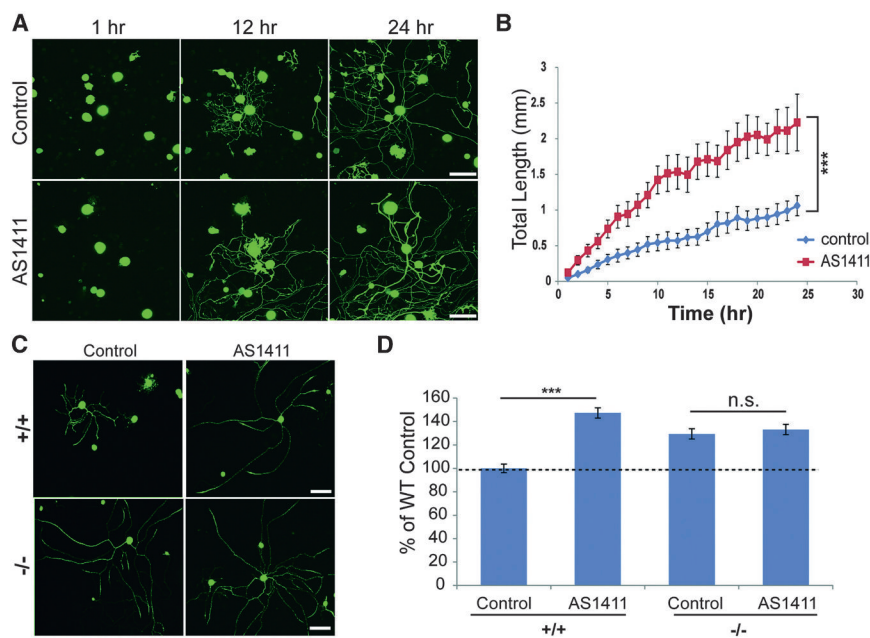 A
1 hr 12 hr 24 hr
Control
AS1411
B
Total Length (mm)
3
2.5
2
1.5
1
0.5
0
0 5 10 15 20 25 30
Time (hr)
***
control
AS1411
C
Control AS1411
+/+
-/-
D
% of WT Control
160
140
120
100
80
60
40
20
0
*** n.s.
Control AS1411 Control AS1411
+/+ -/-